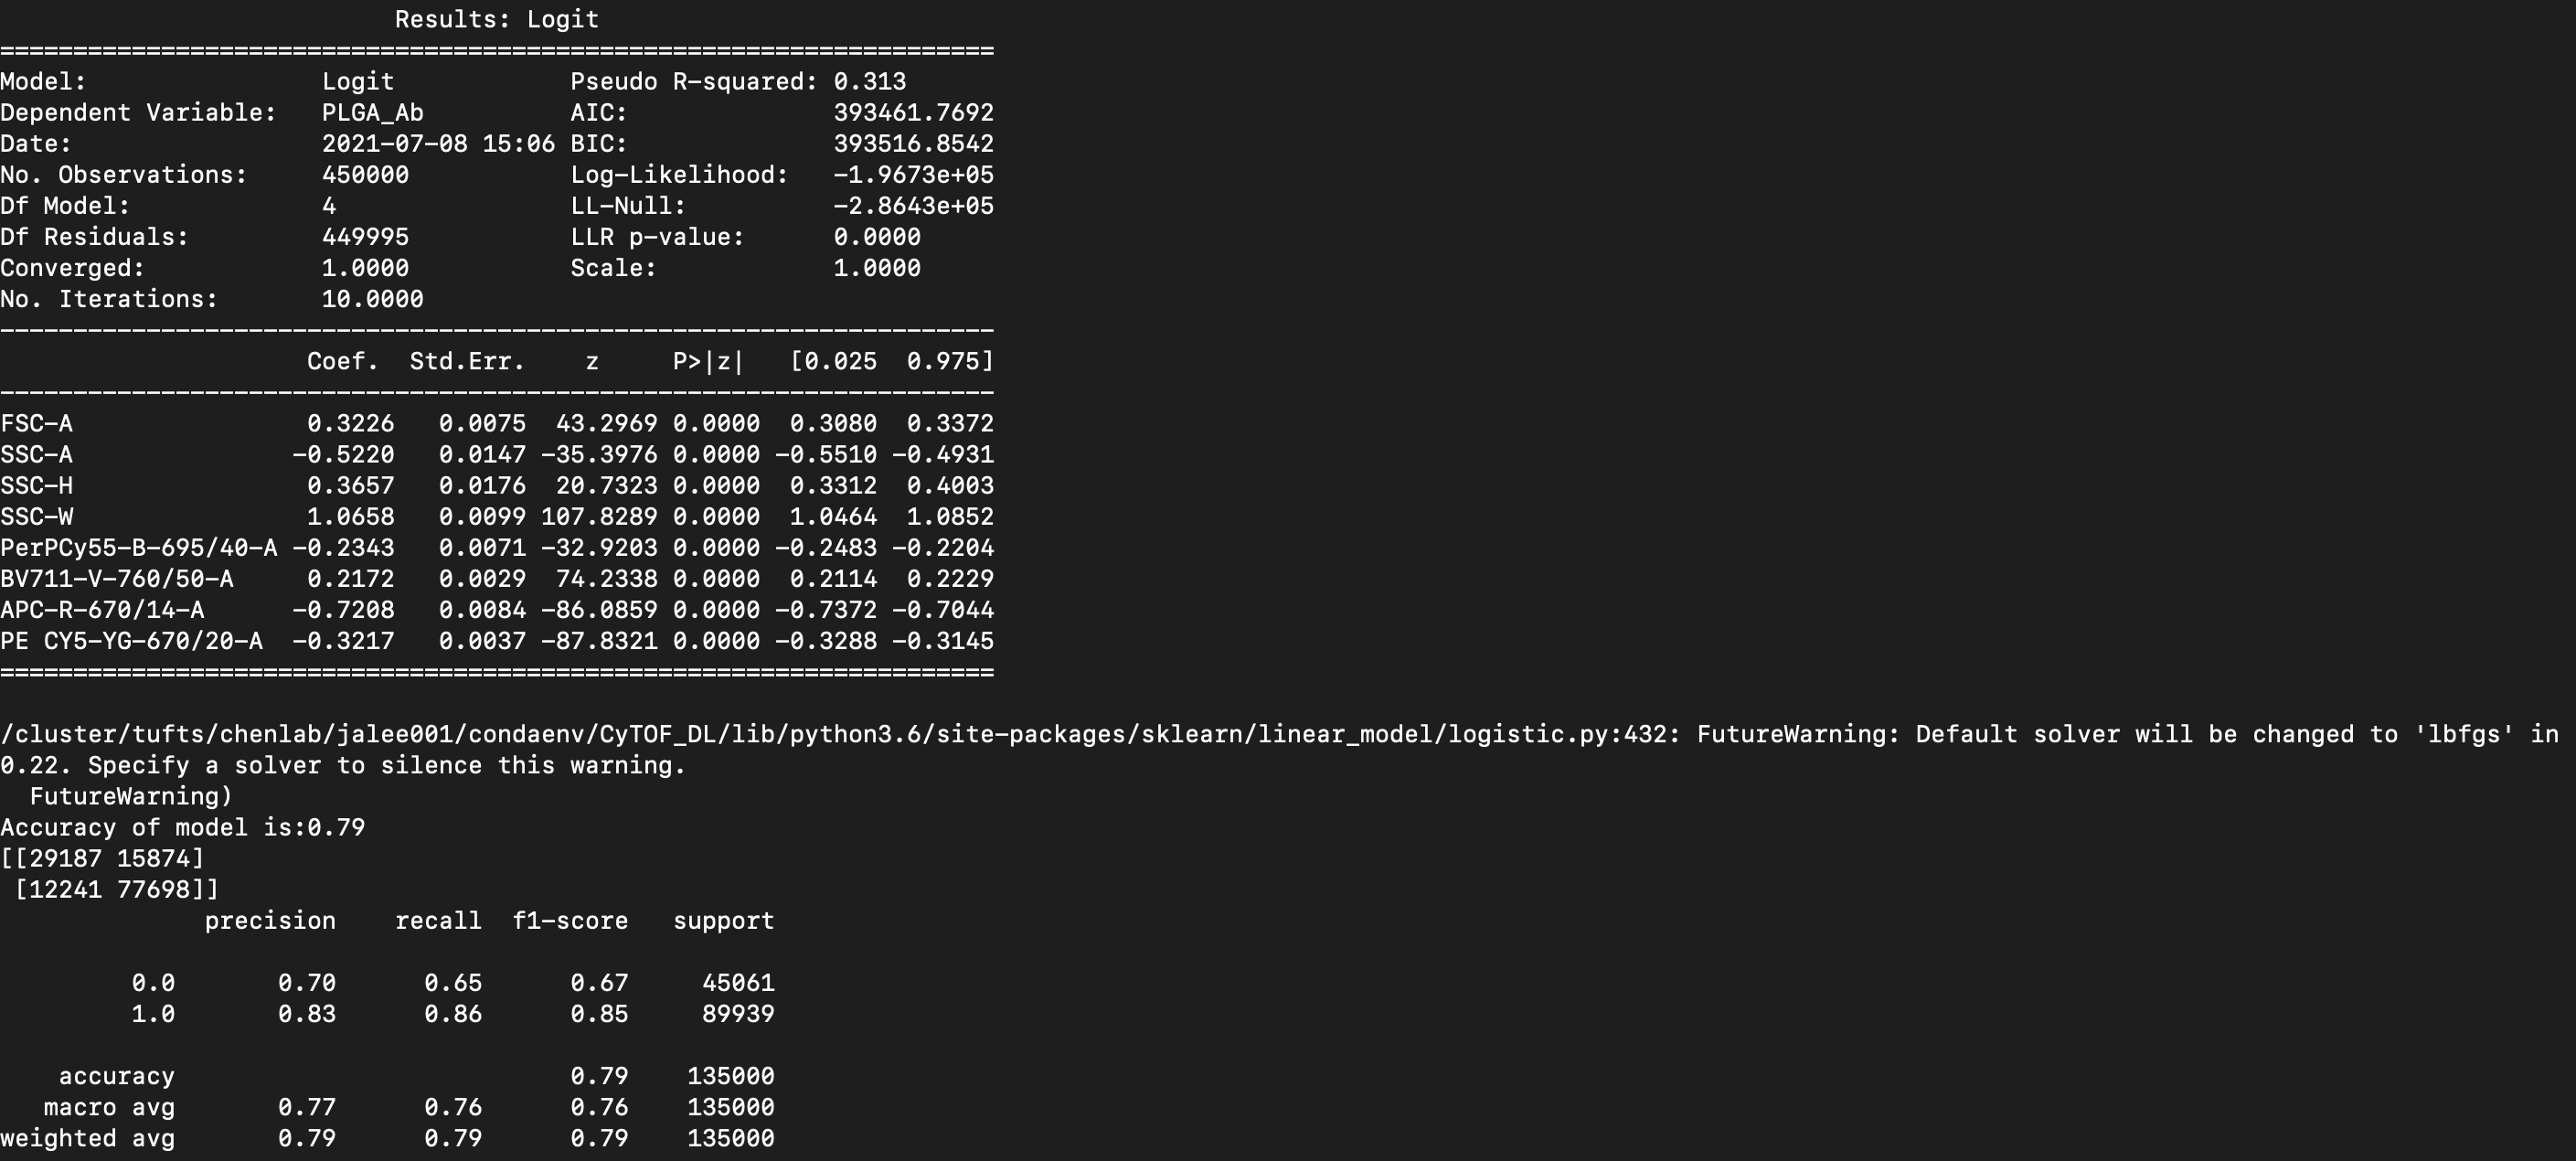 Results: Logit
====================================================================
Model:                Logit            Pseudo R-squared: 0.313
Dependent Variable:   PLGA_Ab          AIC:              393461.7692
Date:                 2021-07-08 15:06 BIC:              393516.8542
No. Observations:     450000           Log-Likelihood:   -1.9673e+05
Df Model:             4                LL-Null:          -2.8643e+05
Df Residuals:         449995           LLR p-value:      0.0000
Converged:            1.0000           Scale:            1.0000
No. Iterations:       10.0000
--------------------------------------------------------------------
                     Coef.  Std.Err.    z     P>|z|   [0.025  0.975]
--------------------------------------------------------------------
FSC-A                0.3226   0.0075  43.2969 0.0000  0.3080  0.3372
SSC-A               -0.5220   0.0147 -35.3976 0.0000 -0.5510 -0.4931
SSC-H                0.3657   0.0176  20.7323 0.0000  0.3312  0.4003
SSC-W                1.0658   0.0099 107.8289 0.0000  1.0464  1.0852
PerPCy55-B-695/40-A -0.2343   0.0071 -32.9203 0.0000 -0.2483 -0.2204
BV711-V-760/50-A     0.2172   0.0029  74.2338 0.0000  0.2114  0.2229
APC-R-670/14-A      -0.7208   0.0084 -86.0859 0.0000 -0.7372 -0.7044
PE CY5-YG-670/20-A  -0.3217   0.0037 -87.8321 0.0000 -0.3288 -0.3145
====================================================================
/cluster/tufts/chenlab/jalee001/condaenv/CyTOF_DL/lib/python3.6/site-packages/sklearn/linear_model/logistic.py:432: FutureWarning: Default solver will be changed to 'lbfgs' in
0.22. Specify a solver to silence this warning.
  FutureWarning)
Accuracy of model is:0.79
[[29187 15874]
 [12241 77698]]
              precision    recall  f1-score   support
         0.0       0.70      0.65      0.67     45061
         1.0       0.83      0.86      0.85     89939
    accuracy                           0.79    135000
   macro avg       0.77      0.76      0.76    135000
weighted avg       0.79      0.79      0.79    135000